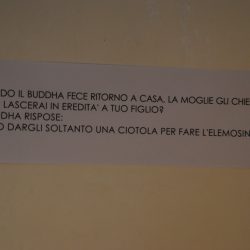 DO IL BUDDHA FECE RITORNO A CASA, LA MOGLIE GLI CHIE
LASCERAI IN EREDITA' A TUO FIGLIO?
DHA RISPOSE:
O DARGLI SOLTANTO UNA CIOTOLA PER FARE L'ELEMOSIN